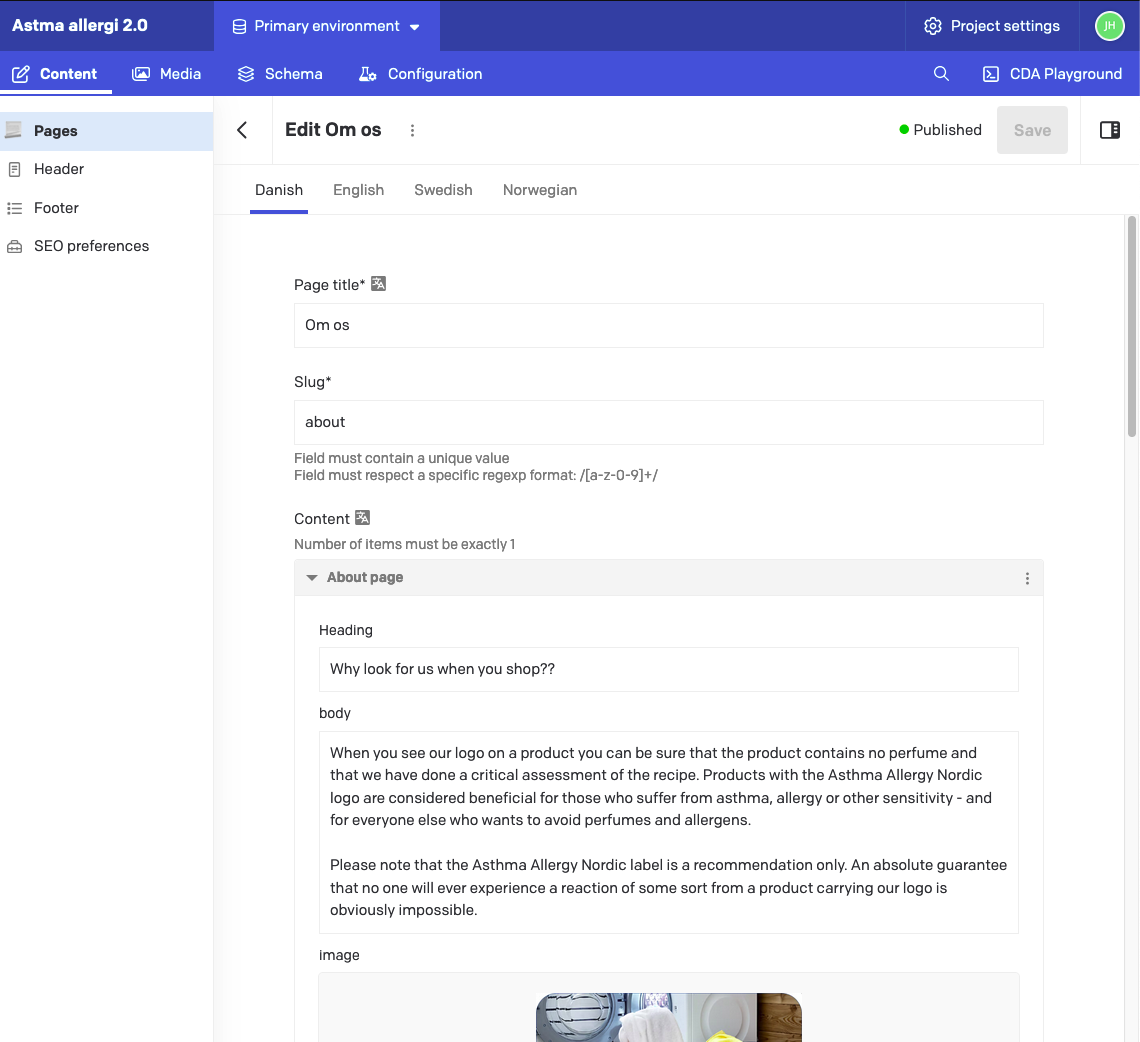 Astma allergi 2.0
Primary environment
Project settings
JH
Content
Media
Schema
Configuration
CDA Playground
Pages
Header
Footer
SEO preferences
Edit Om os
Published
Save
Danish
English
Swedish
Norwegian
Page title*
Om os
Slug*
about
Field must contain a unique value
Field must respect a specific regexp format: /[a-z-0-9]+/
Content
Number of items must be exactly 1
About page
Heading
Why look for us when you shop??
body
When you see our logo on a product you can be sure that the product contains no perfume and
that we have done a critical assessment of the recipe. Products with the Asthma Allergy Nordic
logo are considered beneficial for those who suffer from asthma, allergy or other sensitivity - and
for everyone else who wants to avoid perfumes and allergens.
Please note that the Asthma Allergy Nordic label is a recommendation only. An absolute guarantee
that no one will ever experience a reaction of some sort from a product carrying our logo is
obviously impossible.
image